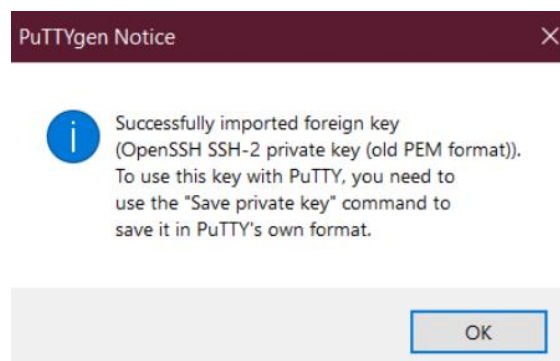 PuTTYgen Notice
Successfully imported foreign key
(OpenSSH SSH-2 private key (old PEM format)).
To use this key with PuTTY, you need to
use the "Save private key" command to
save it in PuTTY's own format.
OK